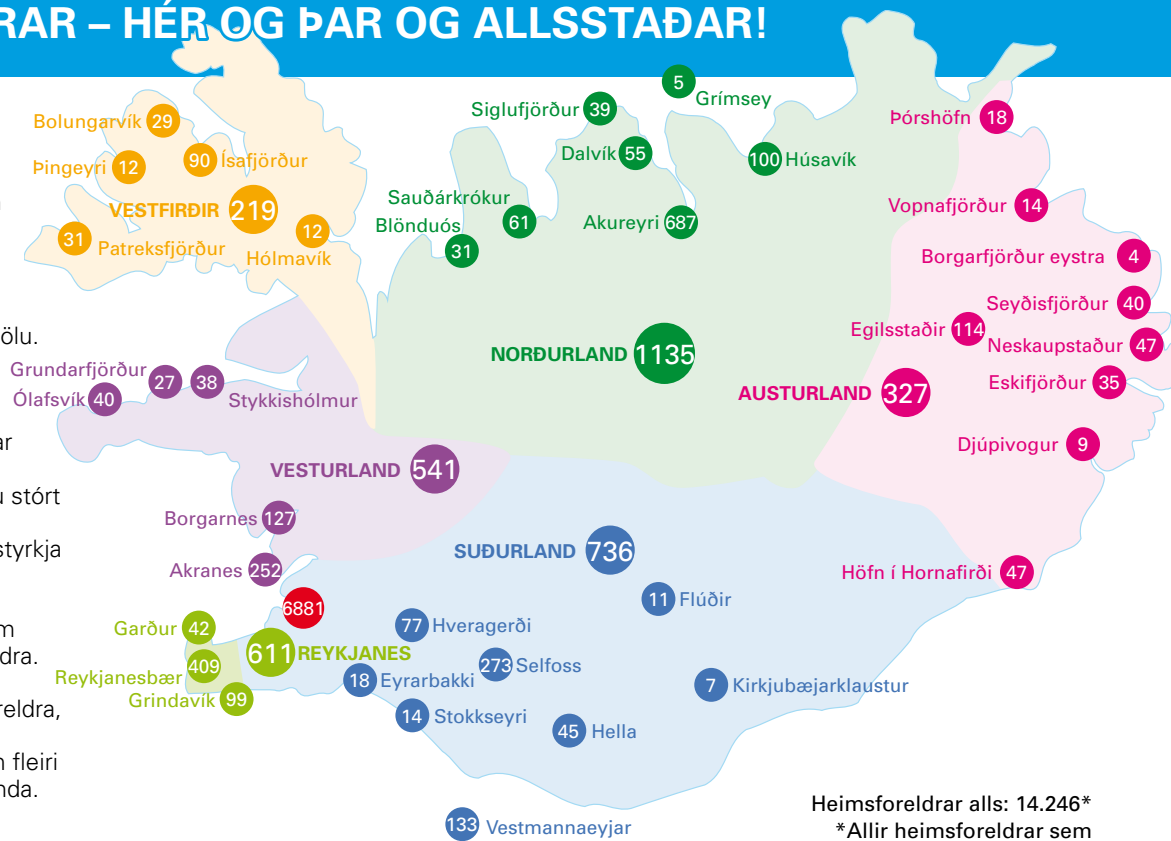 RAR – HÉR OG ÞAR OG ALLSSTAÐAR!
5
Grímsey
Siglufjörður 39
Þórshöfn 18
Bolungarvík 29
Dalvík 55
100 Húsavík
Þingeyri 12
90 Ísafjörður
Sauðárkrókur
61
Vopnafjörður 14
VESTFIRÐIR 219
Blönduós
31
Akureyri 687
31
Patreksfjörður
12
Hólmavík
Borgarfjörður eystra 4
Seyðisfjörður 40
Egilsstaðir 114
Neskaupstaður 47
ölu.
NORÐURLAND 1135
Grundarfjörður
27
38
Stykkishólmur
Ólafsvík 40
AUSTURLAND 327
Eskifjörður 35
ar
Djúpivogur 9
VESTURLAND 541
u stórt
Borgarnes 127
styrkja
SUÐURLAND 736
Akranes 252
Höfn í Hornafirði 47
6881
11 Flúðir
m
Garður 42
77 Hveragerði
dra.
611 REYKJANES
Reykjanesbær 409
273 Selfoss
18 Eyrarbakki
7 Kirkjubæjarklaustur
Grindavík 99
reldra,
14 Stokkseyri
45 Hella
n fleiri
nda.
Heimsforeldrar alls: 14.246*
133 Vestmannaeyjar
*Allir heimsforeldrar sem